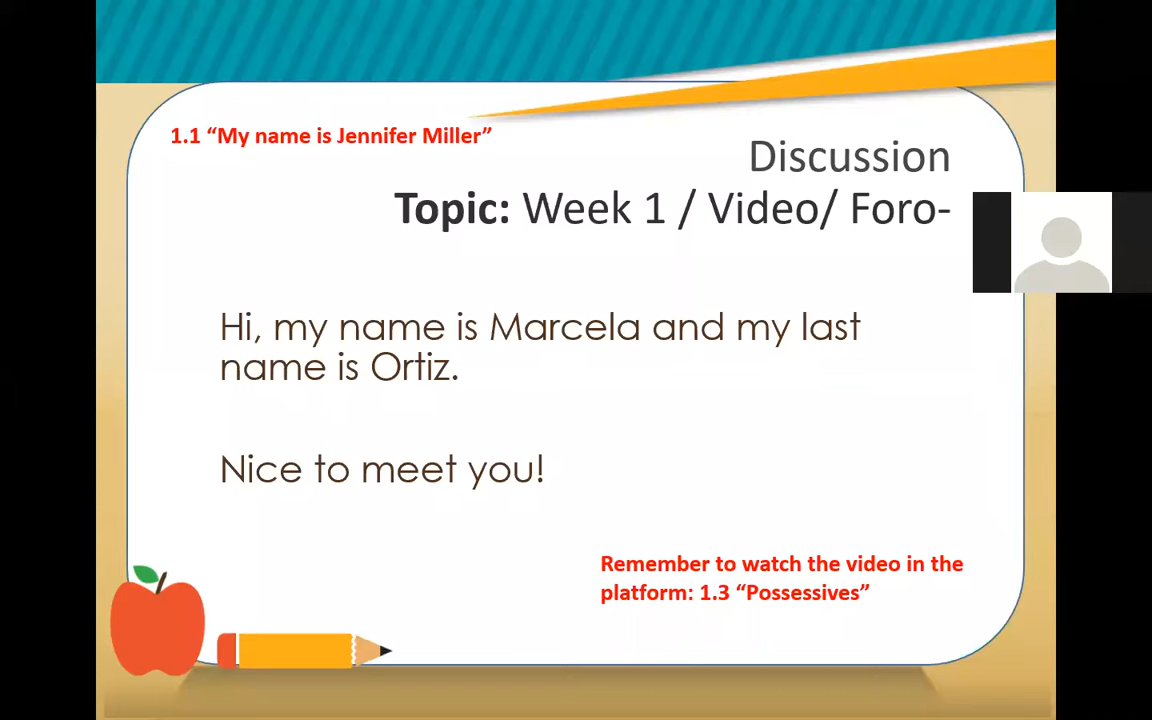 1.1 “My name is Jennifer Miller”
Discussion
Topic: Week 1 / Video/ Foro-
Hi, my name is Marcela and my last
name is Ortiz.
Nice to meet you!
Remember to watch the video in the
platform: 1.3 “Possessives”